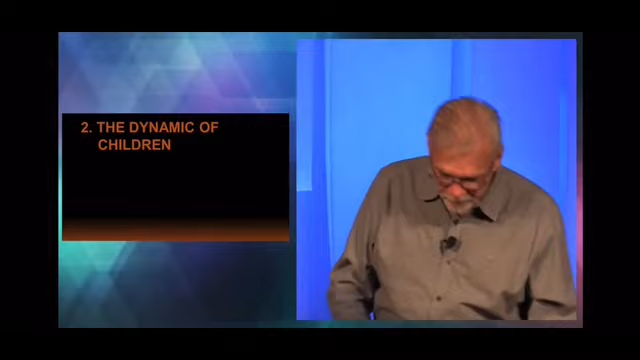 2. THE DYNAMIC OF
CHILDREN